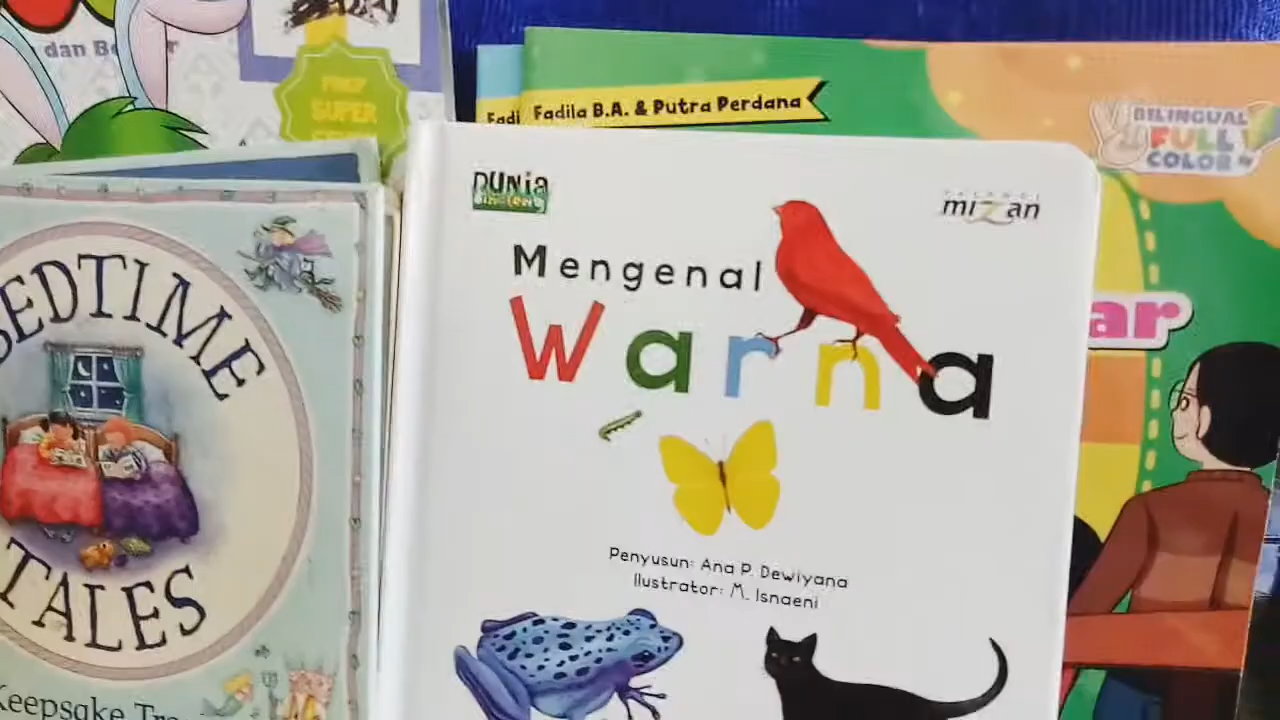 dan Be
SUPER
Fadi
Fadila B.A. & Putra Perdana
BILINGUAL
FULL
COLOR
DUNIA
mizan
Mengenal
Warna
ar
Penyusun: Ana P. Dewiyana
Ilustrator: M. Isnaeni
BEDTIME
TALES
Keepsake Tre